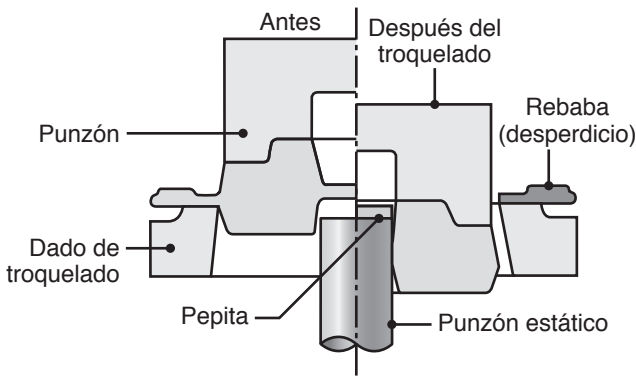 Antes
Después del
troquelado
Rebaba
(desperdicio)
Punzón
Dado de
troquelado
Pepita
Punzón estático